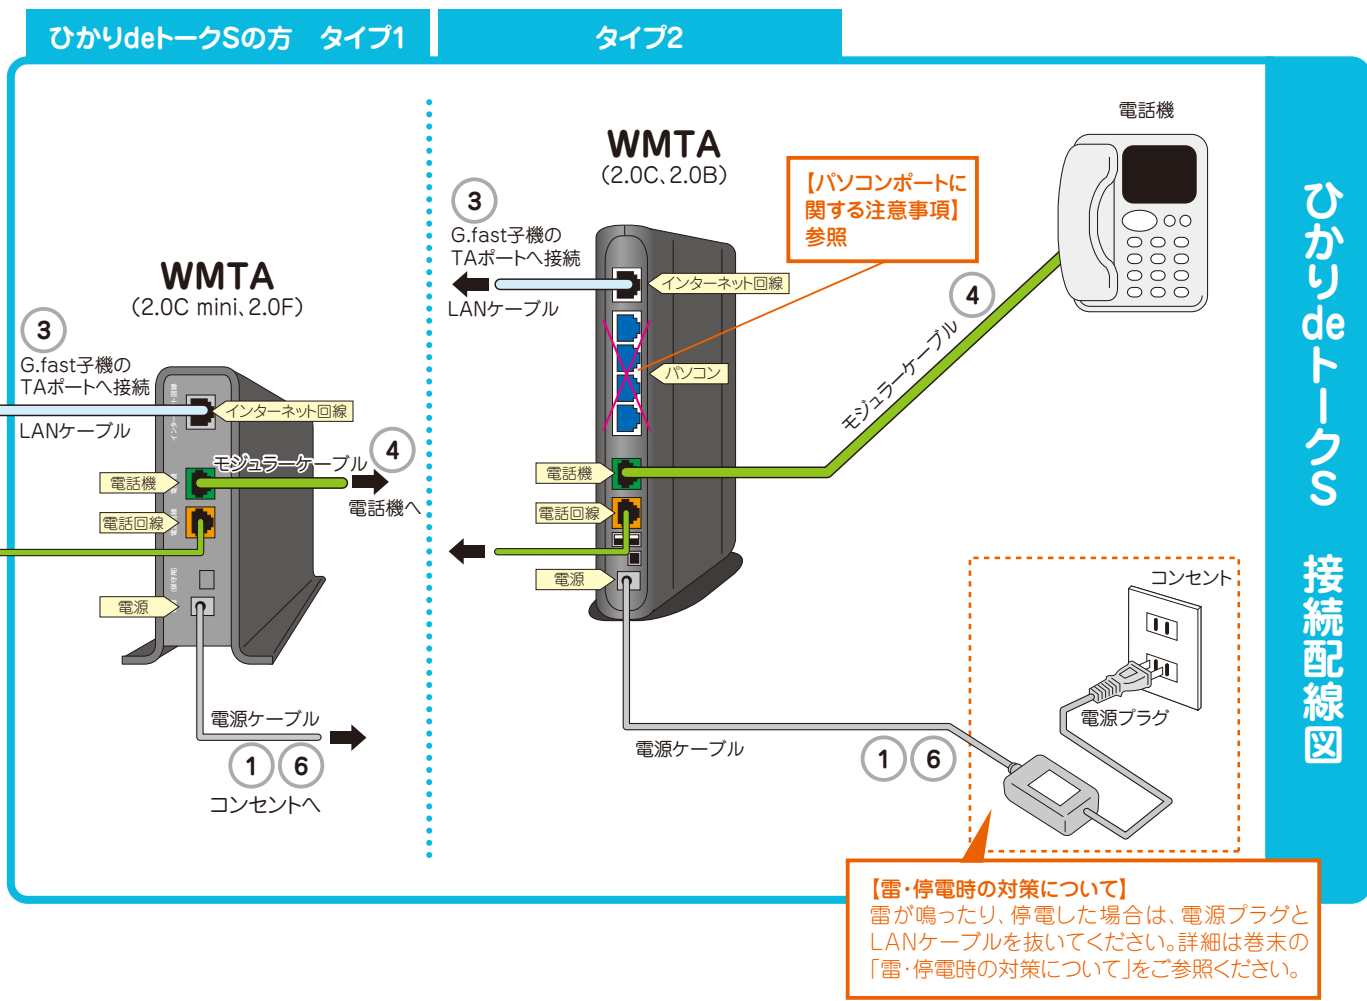 ひかりdeトークSの方　タイプ1
タイプ2
ひかりdeトークS　接続配線図
WMTA
(2.0C mini、2.0F)
3
G.fast子機の
TAポートへ接続
LANケーブル
インターネット回線
インターネット回線
モジュラーケーブル
4
電話機へ
電話機
電話回線
(保守用)
電源
電源ケーブル
1 6
コンセントへ
WMTA
(2.0C、2.0B)
3
G.fast子機の
TAポートへ接続
LANケーブル
インターネット回線
【パソコンポートに
関する注意事項】
参照
パソコン
電話機
4
モジュラーケーブル
電話機
電話回線
電源
電源ケーブル
1 6
コンセント
電源プラグ
【雷・停電時の対策について】
雷が鳴ったり、停電した場合は、電源プラグと
LANケーブルを抜いてください。詳細は巻末の
「雷・停電時の対策について」をご参照ください。